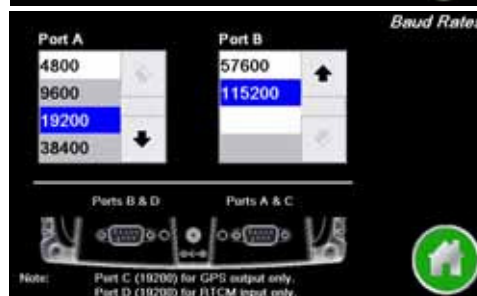 Baud Rates
Port A
Port B
4800
9600
19200
38400
57600
115200
Ports B & D
Ports A & C
Note: Port C (19200) for GPS output only.
Port D (19200) for RTCM input only.